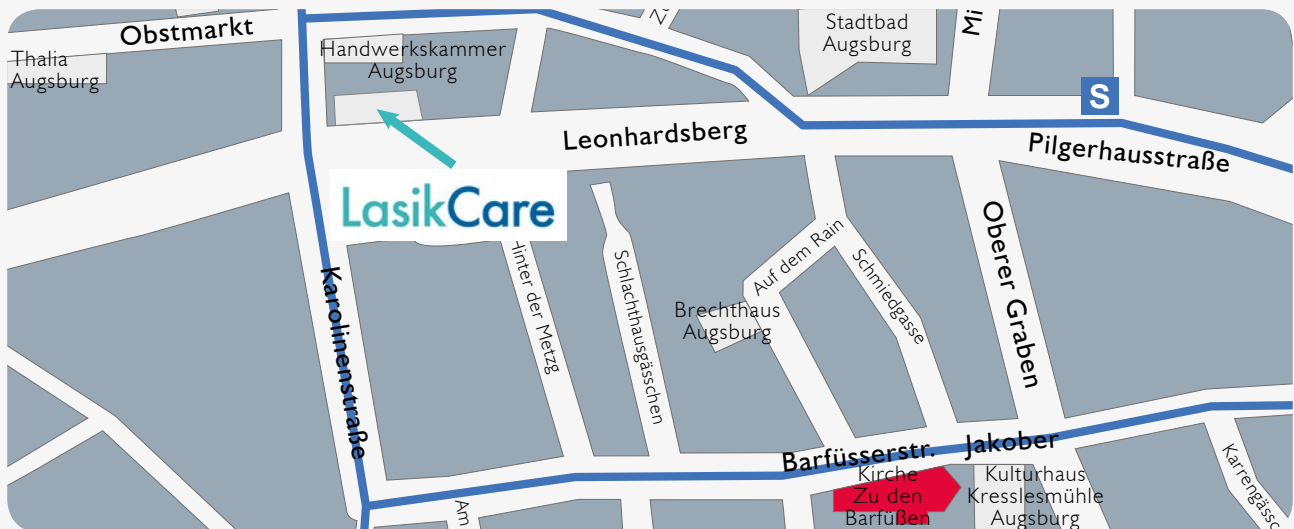 Obstmarkt
Thalia
Augsburg
Handwerkskammer
Augsburg
Stadtbad
Augsburg
S
Leonhardsberg
Pilgerhausstraße
LasikCare
Karolinenstraße
Hinter der Metzg
Schlachthausgässchen
Auf dem Rain
Schmiedgasse
Oberer Graben
Brechthaus
Augsburg
Barfüsserstr.
Jakober
Kirche
Zu den
Barfüßen
Kulturhaus
Kresslesmühle
Augsburg
Am